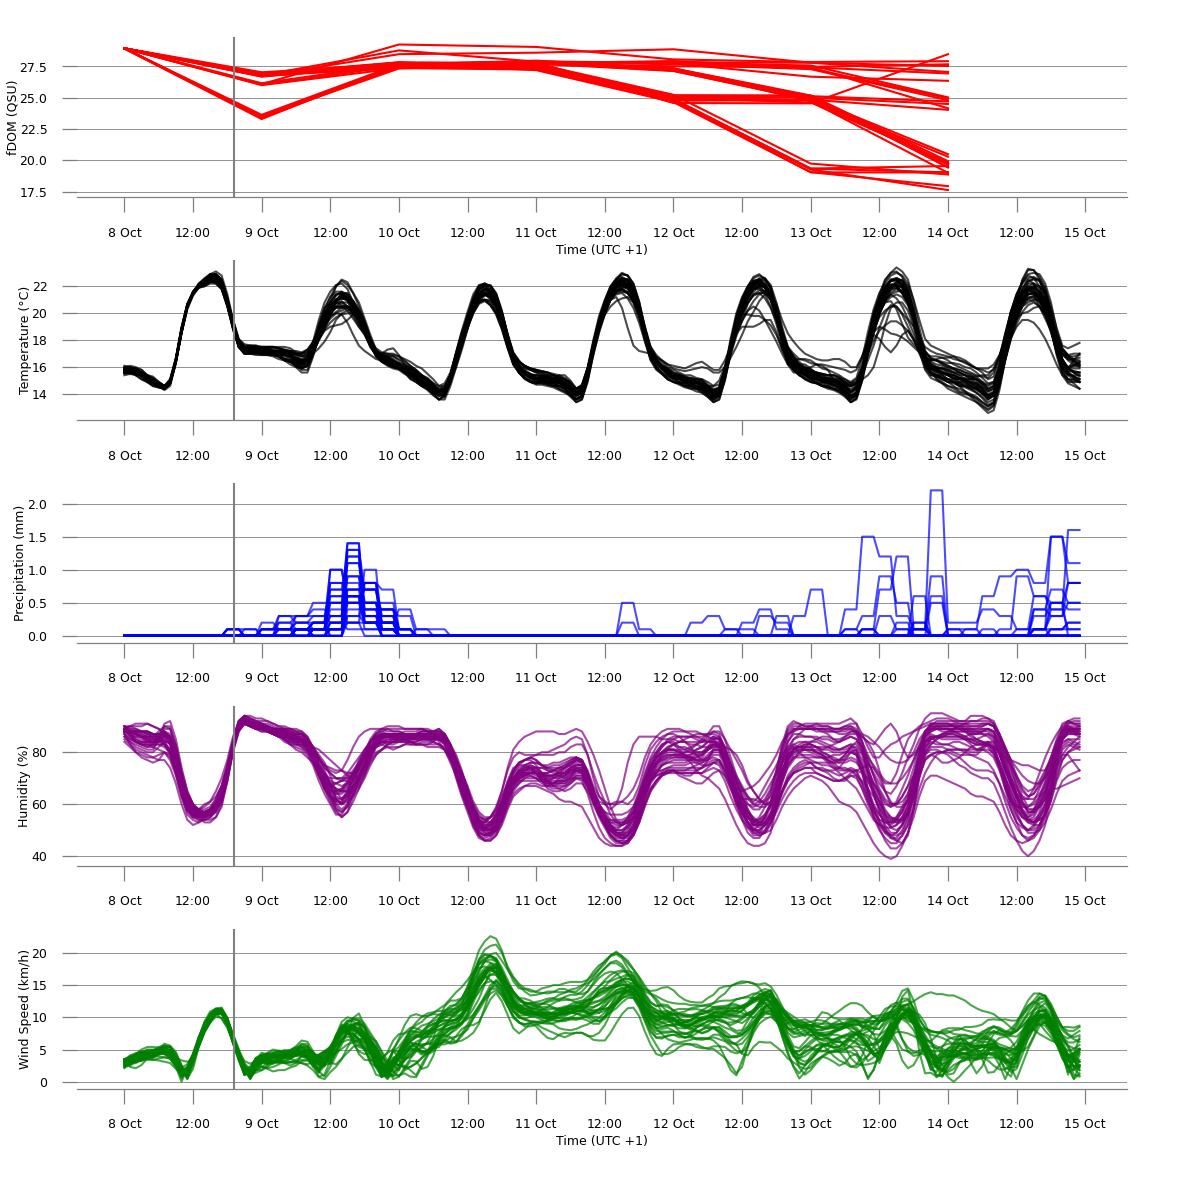 27.5
25.0
22.5
20.0
17.5
fDOM (QSU)
8 Oct 12:00 9 Oct 12:00 10 Oct 12:00 11 Oct 12:00 12 Oct 12:00 13 Oct 12:00 14 Oct 12:00 15 Oct
Time (UTC +1)
22
20
18
16
14
Temperature (°C)
8 Oct 12:00 9 Oct 12:00 10 Oct 12:00 11 Oct 12:00 12 Oct 12:00 13 Oct 12:00 14 Oct 12:00 15 Oct
2.0
1.5
1.0
0.5
0.0
Precipitation (mm)
8 Oct 12:00 9 Oct 12:00 10 Oct 12:00 11 Oct 12:00 12 Oct 12:00 13 Oct 12:00 14 Oct 12:00 15 Oct
80
60
40
Humidity (%)
8 Oct 12:00 9 Oct 12:00 10 Oct 12:00 11 Oct 12:00 12 Oct 12:00 13 Oct 12:00 14 Oct 12:00 15 Oct
20
15
10
5
0
Wind Speed (km/h)
8 Oct 12:00 9 Oct 12:00 10 Oct 12:00 11 Oct 12:00 12 Oct 12:00 13 Oct 12:00 14 Oct 12:00 15 Oct
Time (UTC +1)